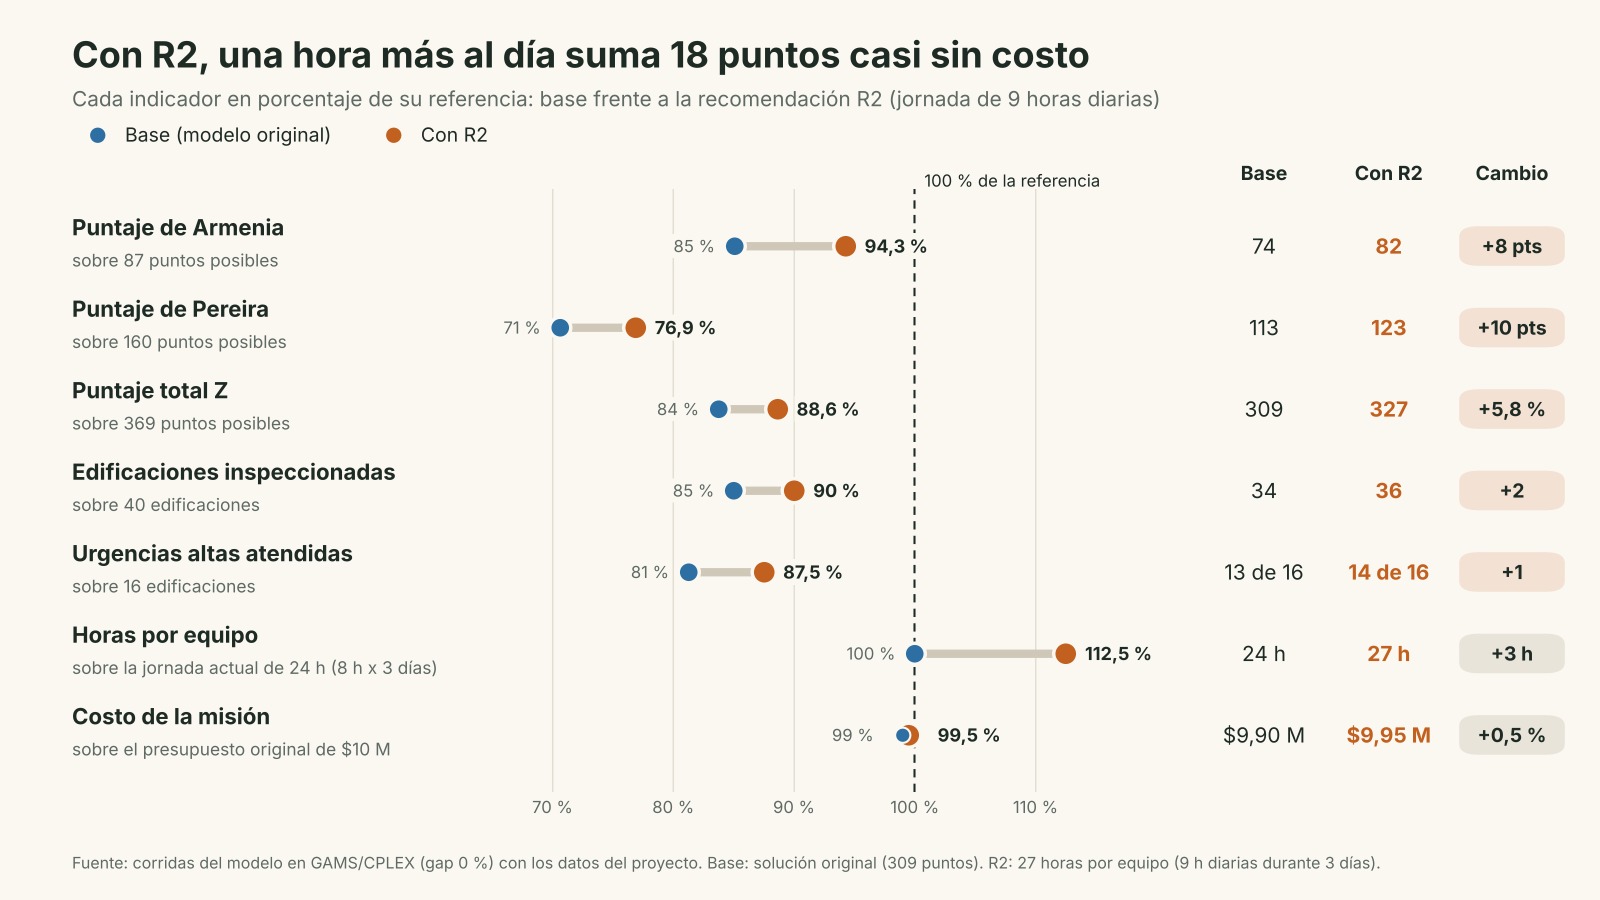 Con R2, una hora más al día suma 18 puntos casi sin costo
Cada indicador en porcentaje de su referencia: base frente a la recomendación R2 (jornada de 9 horas diarias)
Base (modelo original) Con R2
Base Con R2 Cambio
100 % de la referencia
Puntaje de Armenia
sobre 87 puntos posibles
85 % 94,3 % 74 82 +8 pts
Puntaje de Pereira
sobre 160 puntos posibles
71 % 76,9 % 113 123 +10 pts
Puntaje total Z
sobre 369 puntos posibles
84 % 88,6 % 309 327 +5,8 %
Edificaciones inspeccionadas
sobre 40 edificaciones
85 % 90 % 34 36 +2
Urgencias altas atendidas
sobre 16 edificaciones
81 % 87,5 % 13 de 16 14 de 16 +1
Horas por equipo
sobre la jornada actual de 24 h (8 h x 3 días)
100 % 112,5 % 24 h 27 h +3 h
Costo de la misión
sobre el presupuesto original de $10 M
99 % 99,5 % $9,90 M $9,95 M +0,5 %
70 % 80 % 90 % 100 % 110 %
Fuente: corridas del modelo en GAMS/CPLEX (gap 0 %) con los datos del proyecto. Base: solución original (309 puntos). R2: 27 horas por equipo (9 h diarias durante 3 días).